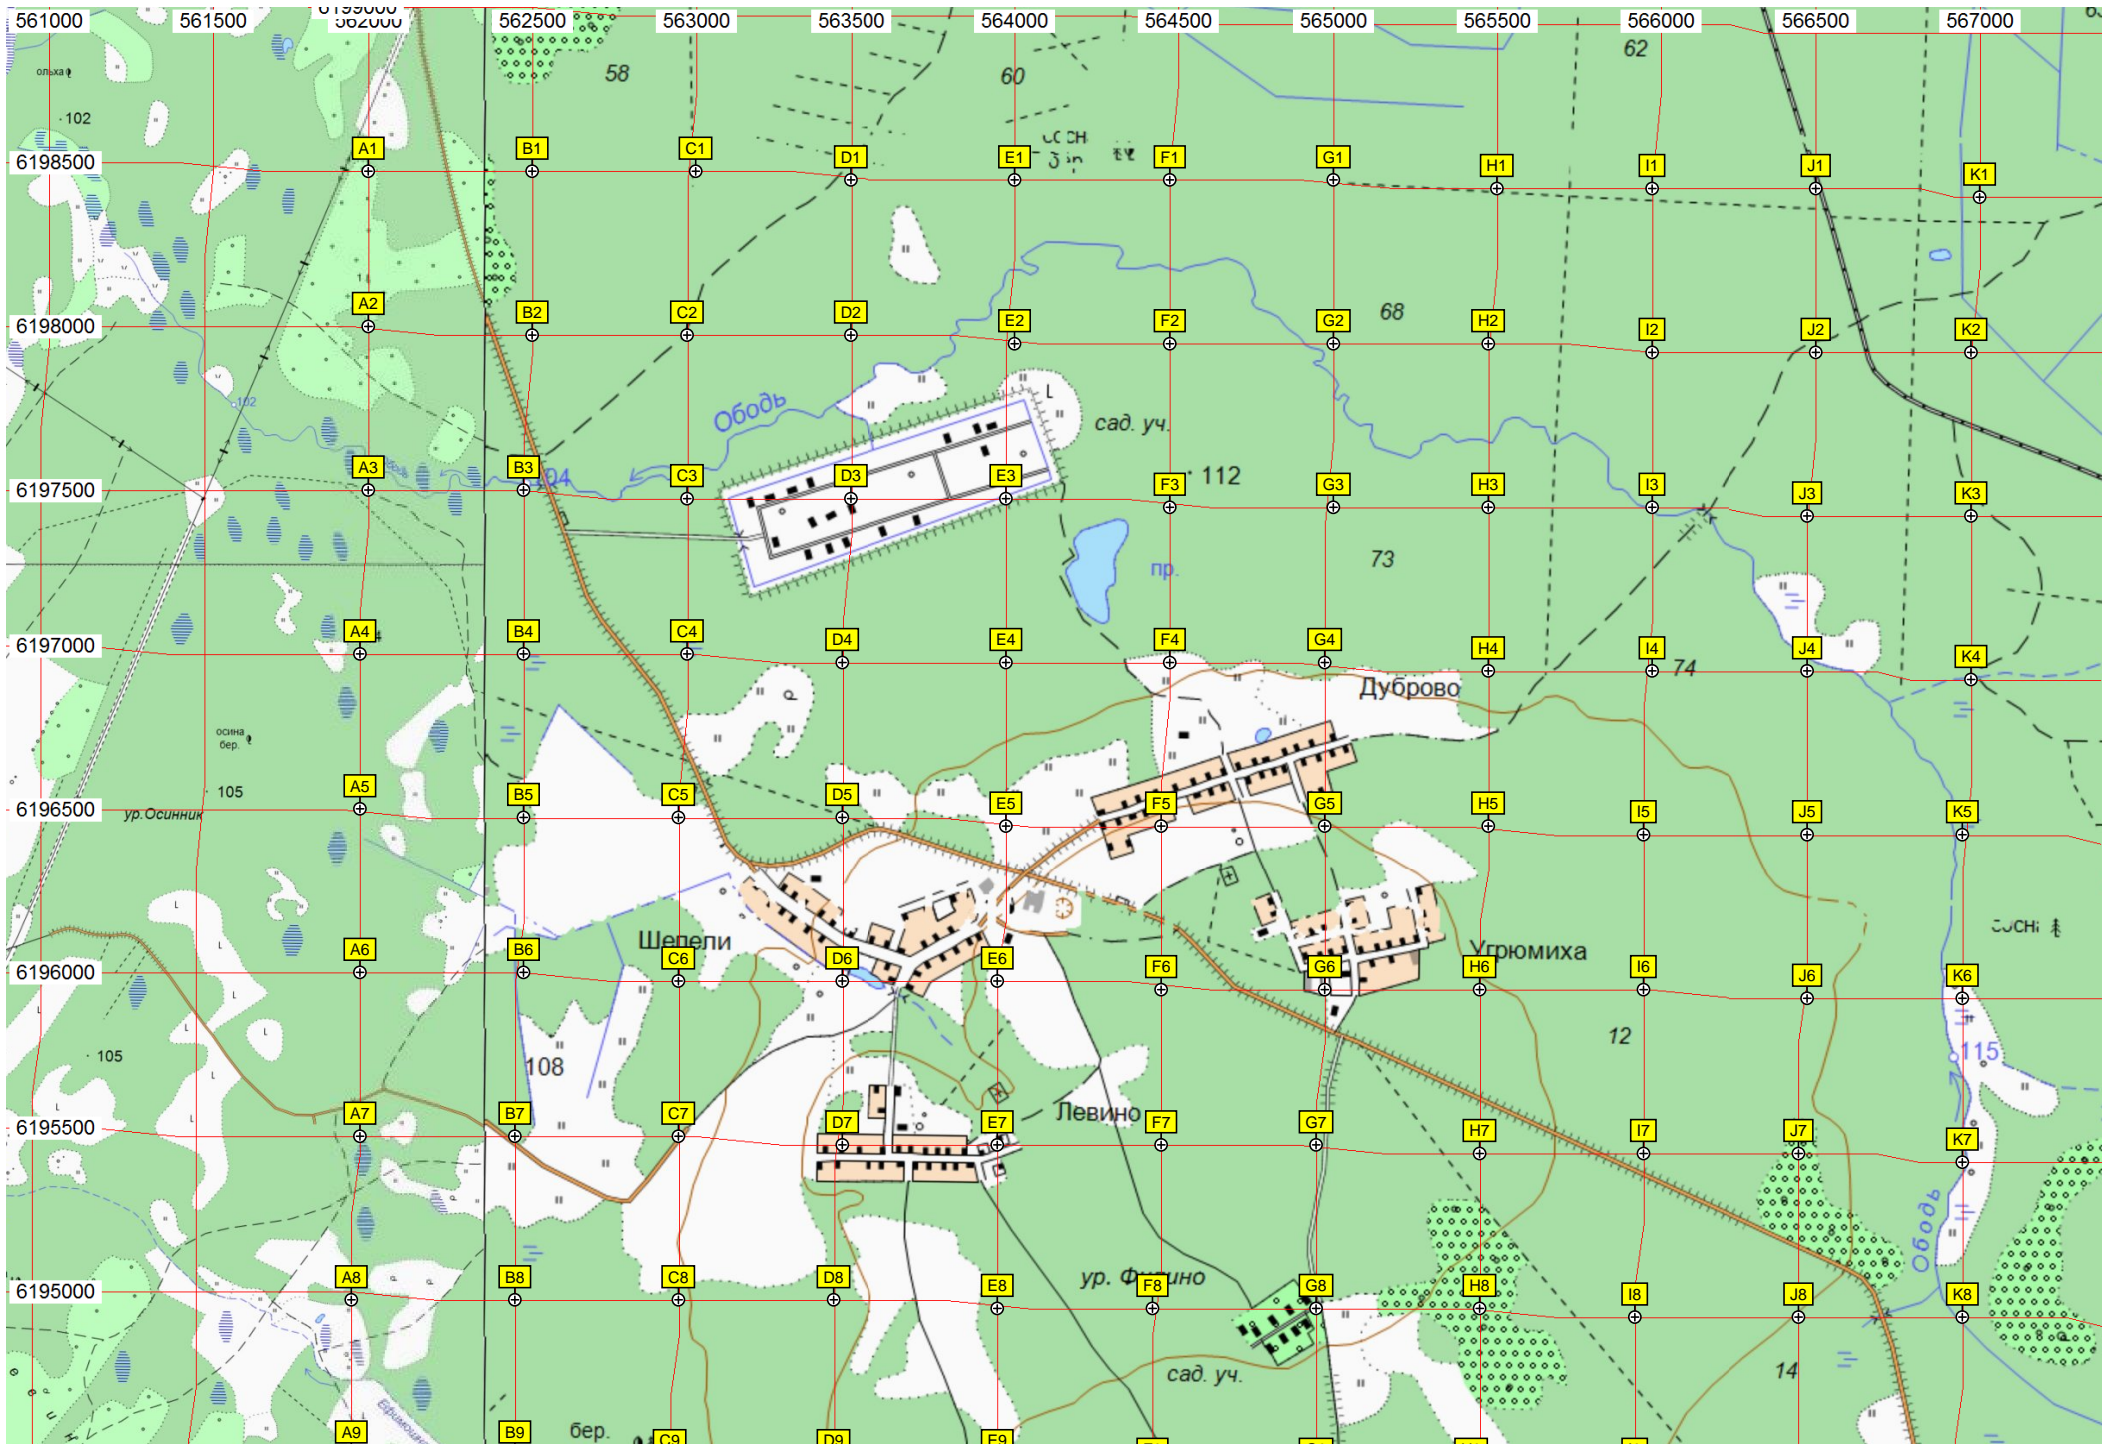 6199000
561000 561500 562000 562500 563000 563500 564000 564500 565000 565500 566000 566500 567000
58 60 62
ольха
102
6198500
A1 B1 C1 D1 E1 F1 G1 H1 I1 J1 K1
6198000
A2 B2 C2 D2 E2 F2 G2 H2 I2 J2 K2
68
102
Ободь
сад. уч.
6197500
A3 B3 C3 D3 E3 F3 G3 H3 I3 J3 K3
112
73
пр.
6197000
A4 B4 C4 D4 E4 F4 G4 H4 I4 J4 K4
74
Дуброво
осина
бер.
105
ур.Осинник
6196500
A5 B5 C5 D5 E5 F5 G5 H5 I5 J5 K5
Шепели
Угрюмиха
6196000
A6 B6 C6 D6 E6 F6 G6 H6 I6 J6 K6
12
105
108
115
Левино
6195500
A7 B7 C7 D7 E7 F7 G7 H7 I7 J7 K7
Ободь
ур.
6195000
A8 B8 C8 D8 E8 F8 G8 H8 I8 J8 K8
сад. уч.
14
бер.
A9 B9 C9 D9 E9